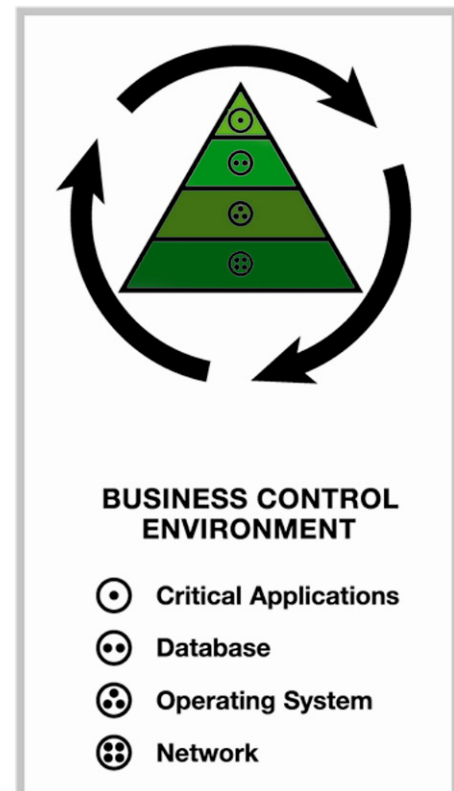 BUSINESS CONTROL
ENVIRONMENT
Critical Applications
Database
Operating System
Network